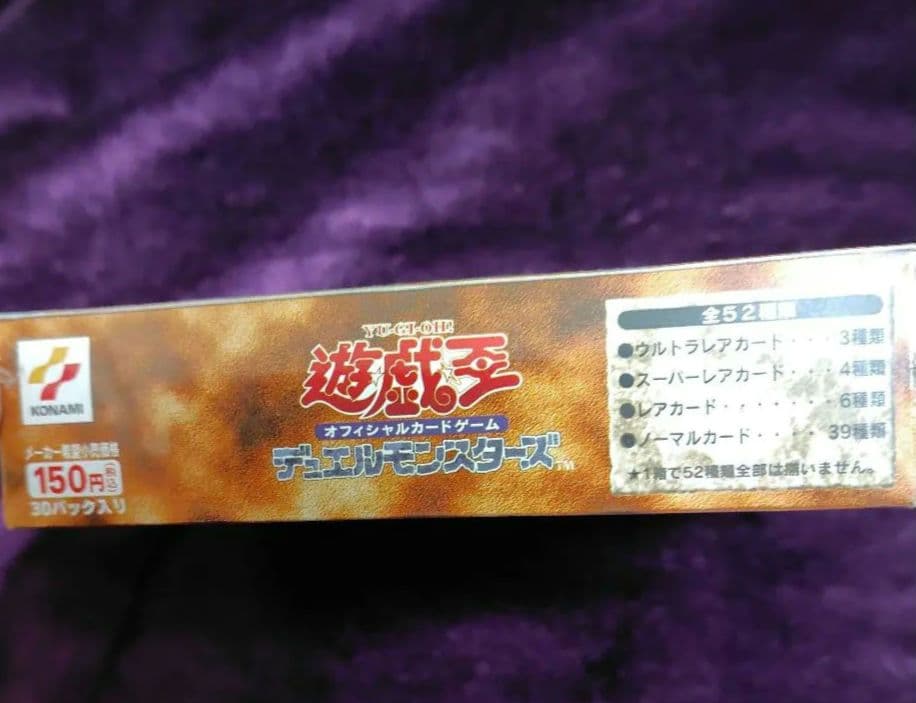 KONAMI
メーカー希望小売価格
150円(税込)
30パック入り
YU-GI-OH!
遊戯王
オフィシャルカードゲーム
デュエルモンスターズ™
全52種類
●ウルトラレアカード・・・3種類
●スーパーレアカード・・・4種類
●レアカード・・・・・・・6種類
●ノーマルカード・・・・39種類
★1箱で52種類全部は揃いません。